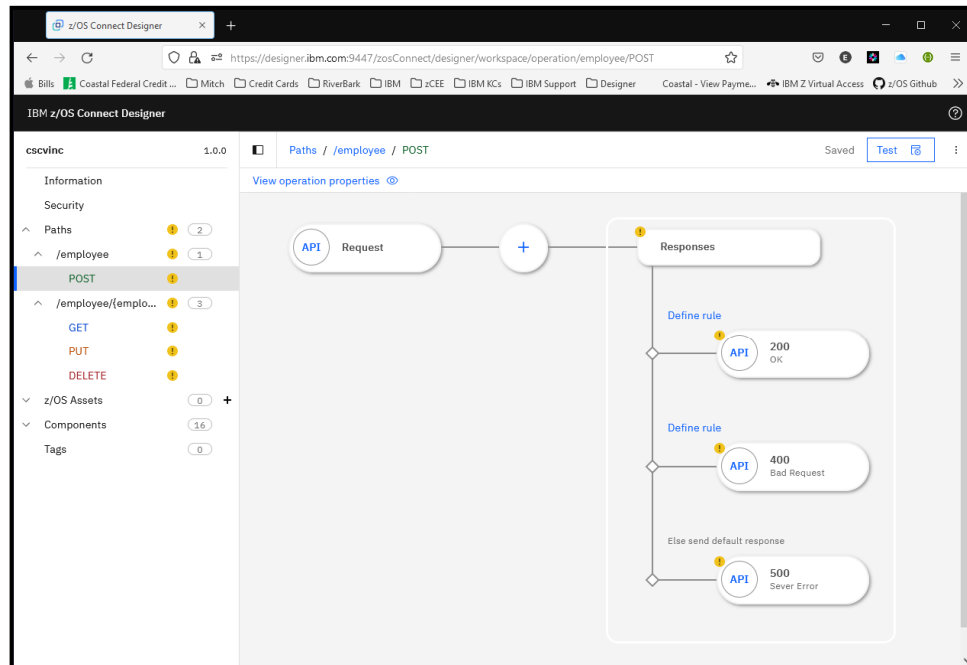 z/OS Connect Designer
https://designer.ibm.com:9447/zosConnect/designer/workspace/operation/employee/POST
Bills Coastal Federal Credit ... Mitch Credit Cards RiverBark IBM zCEE IBM KCs IBM Support Designer Coastal - View Payme... IBM Z Virtual Access z/OS Github
IBM z/OS Connect Designer
cscvinc 1.0.0
Paths / /employee / POST
Saved
Test
Information
View operation properties
Security
Paths 2
/employee 1
POST
/employee/{emplo... 3
GET
PUT
DELETE
z/OS Assets 0
Components 16
Tags 0
API Request
+
Responses
Define rule
API 200
OK
Define rule
API 400
Bad Request
Else send default response
API 500
Sever Error